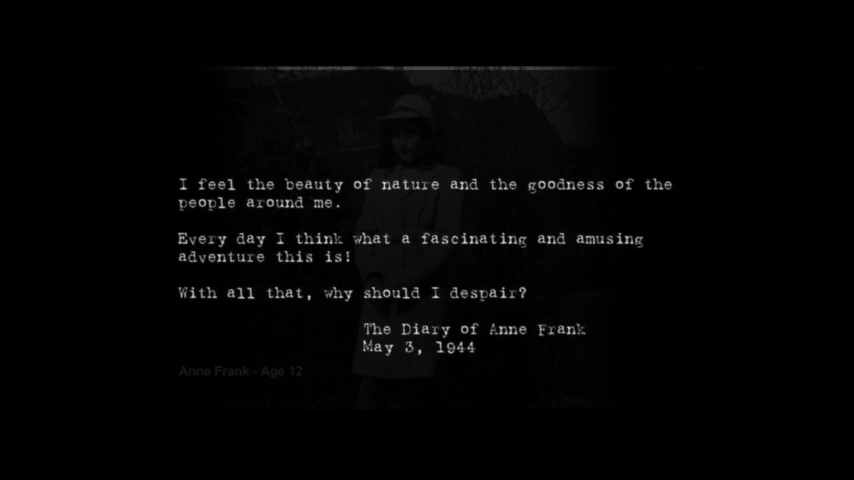 I feel the beauty of nature and the goodness of the
people around me.
Every day I think what a fascinating and amusing
adventure this is!
With all that, why should I despair?
The Diary of Anne Frank
May 3, 1944
Anne Frank - Age 12